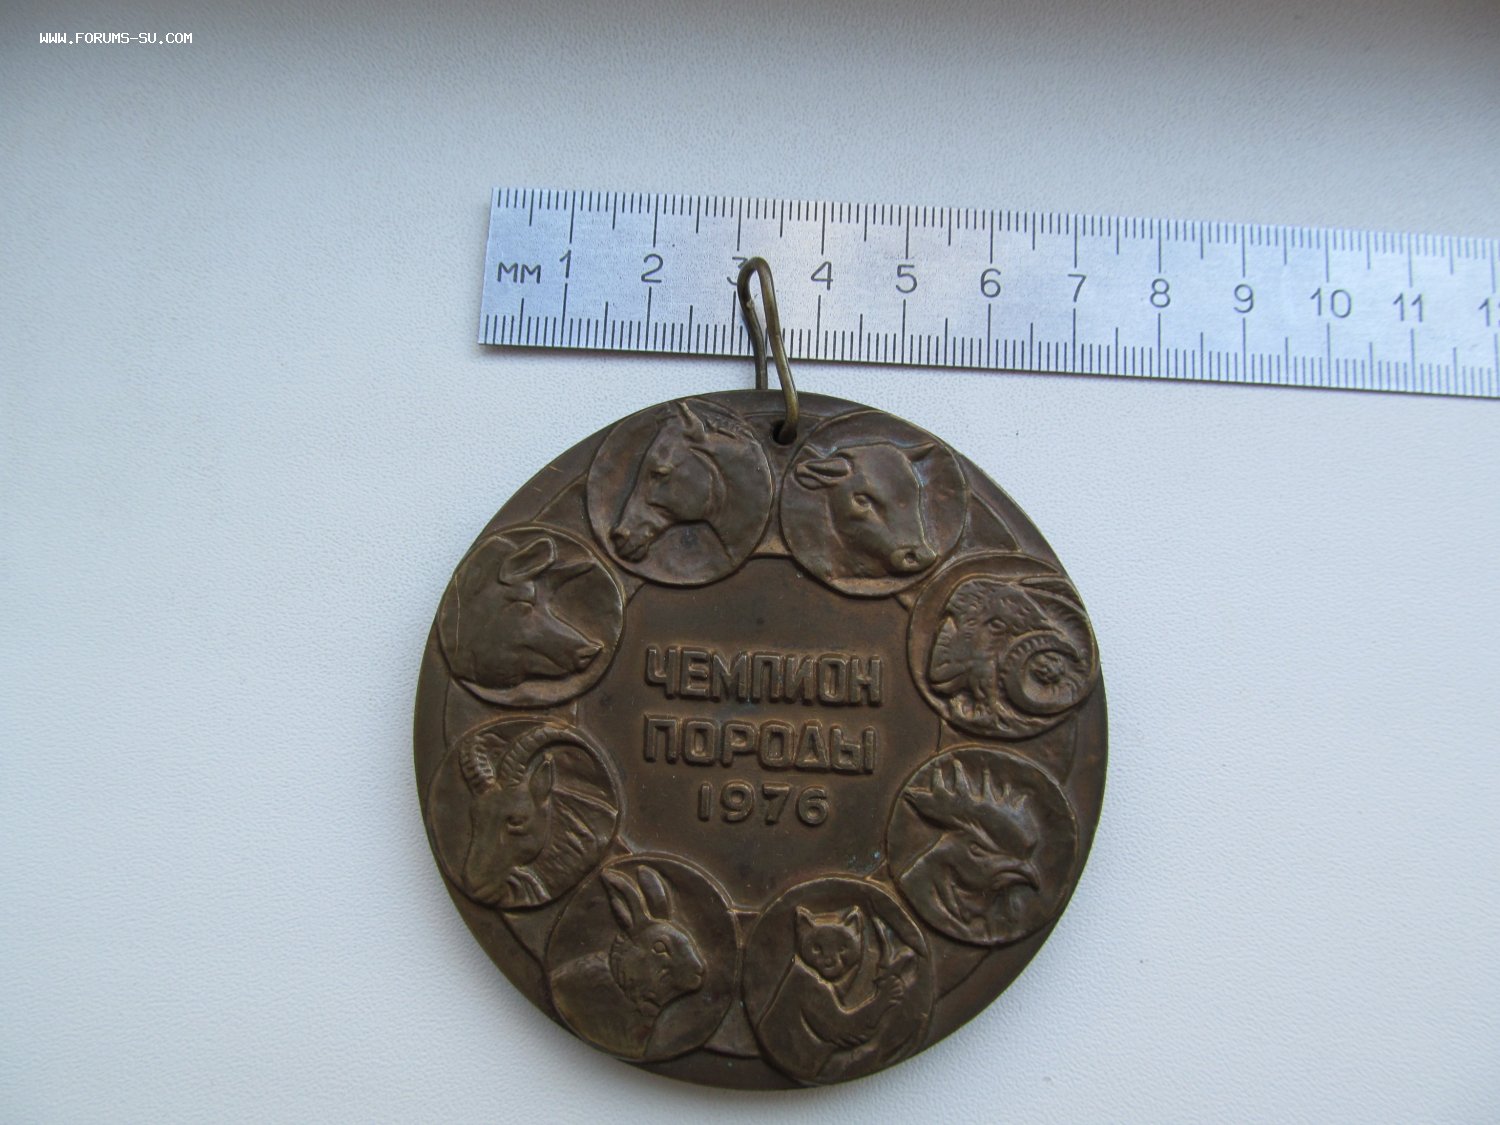 WWW.FORUMS-SU.COM
мм 1 2 3 4 5 6 7 8 9 10 11
ЧЕМПИОН
ПОРОДЫ
1976